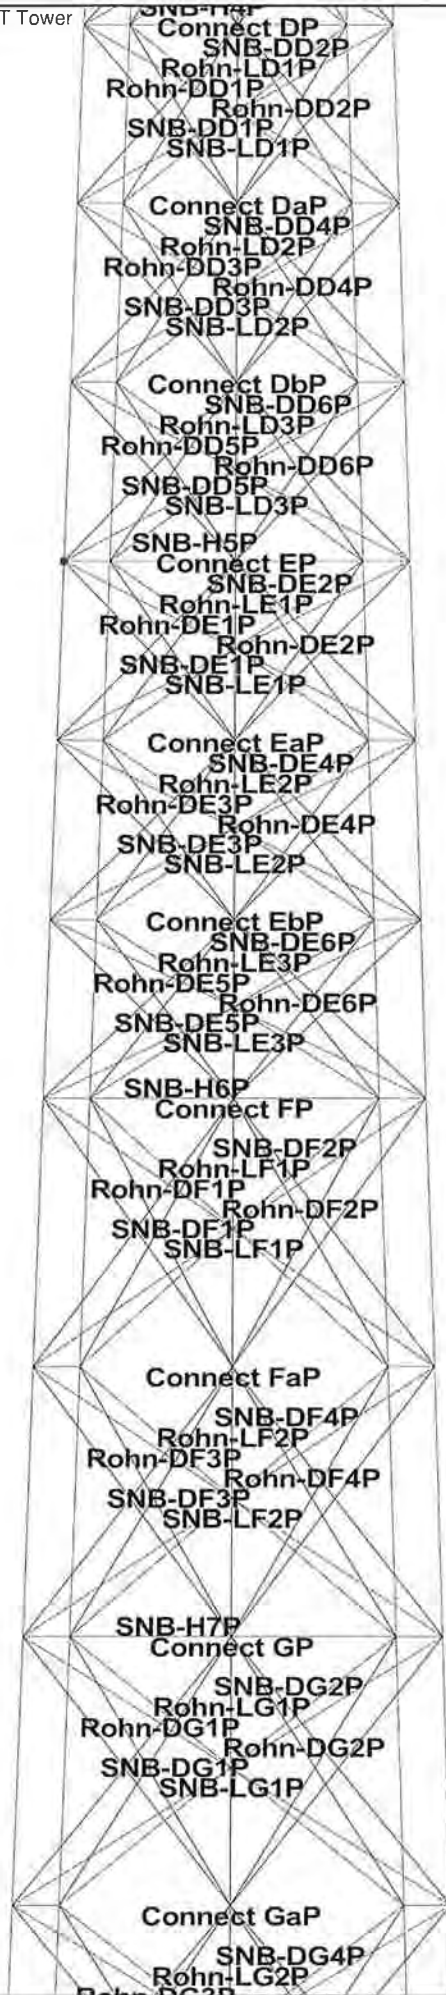 SNB-H4P
T Tower
Connect DP
SNB-DD2P
Rohn-LD1P
Rohn-DD1P
Rohn-DD2P
SNB-DD1P
SNB-LD1P
Connect DaP
SNB-DD4P
Rohn-LD2P
Rohn-DD3P
Rohn-DD4P
SNB-DD3P
SNB-LD2P
Connect DbP
SNB-DD6P
Rohn-LD3P
Rohn-DD5P
Rohn-DD6P
SNB-DD5P
SNB-LD3P
SNB-H5P
Connect EP
SNB-DE2P
Rohn-LE1P
Rohn-DE1P
Rohn-DE2P
SNB-DE1P
SNB-LE1P
Connect EaP
SNB-DE4P
Rohn-LE2P
Rohn-DE3P
Rohn-DE4P
SNB-DE3P
SNB-LE2P
Connect EbP
SNB-DE6P
Rohn-LE3P
Rohn-DE5P
Rohn-DE6P
SNB-DE5P
SNB-LE3P
SNB-H6P
Connect FP
SNB-DF2P
Rohn-LF1P
Rohn-DF1P
Rohn-DF2P
SNB-DF1P
SNB-LF1P
Connect FaP
SNB-DF4P
Rohn-LF2P
Rohn-DF3P
Rohn-DF4P
SNB-DF3P
SNB-LF2P
SNB-H7P
Connect GP
SNB-DG2P
Rohn-LG1P
Rohn-DG1P
Rohn-DG2P
SNB-DG1P
SNB-LG1P
Connect GaP
SNB-DG4P
Rohn-LG2P
Rohn-DG3P